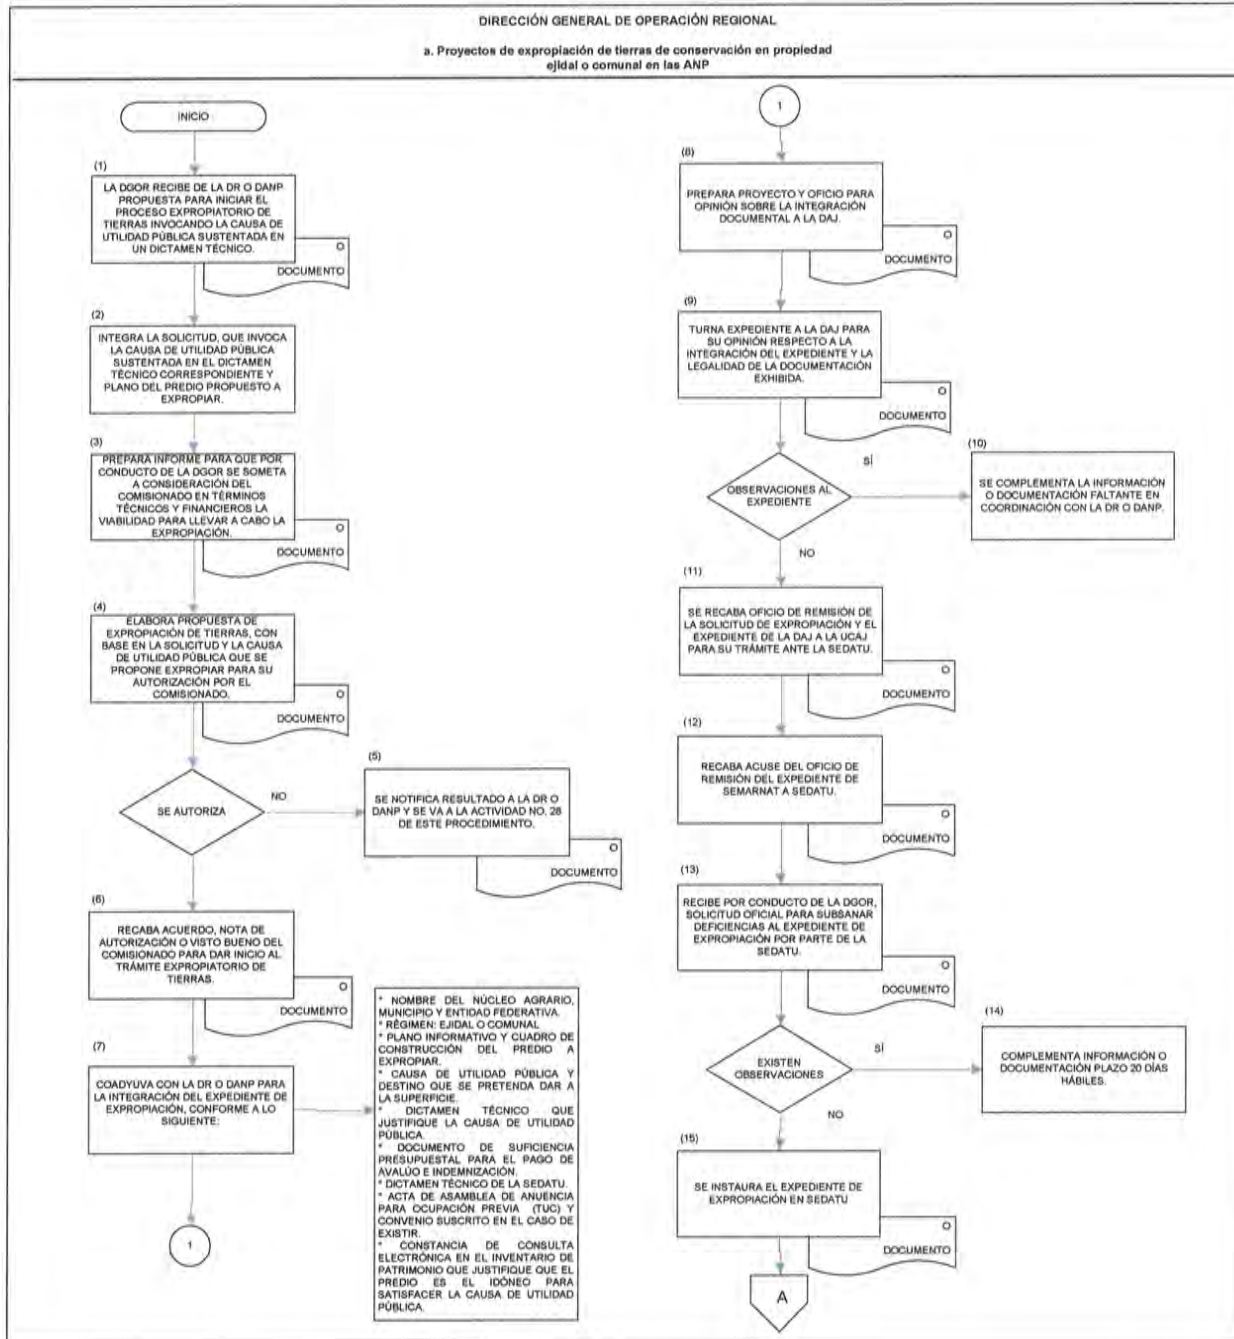 DIRECCIÓN GENERAL DE OPERACIÓN REGIONAL
a. Proyectos de expropiación de tierras de conservación en propiedad
ejidal o comunal en las ANP
INICIO
(1)
LA DGOR RECIBE DE LA DR O DANP
PROPUESTA PARA INICIAR EL
PROCESO EXPROPIATORIO DE
TIERRAS INVOCANDO LA CAUSA DE
UTILIDAD PÚBLICA SUSTENTADA EN
UN DICTAMEN TÉCNICO.
O
DOCUMENTO
(2)
INTEGRA LA SOLICITUD, QUE INVOCA
LA CAUSA DE UTILIDAD PÚBLICA
SUSTENTADA EN EL DICTAMEN
TÉCNICO CORRESPONDIENTE Y
PLANO DEL PREDIO PROPUESTO A
EXPROPIAR.
(3)
PREPARA INFORME PARA QUE POR
CONDUCTO DE LA DGOR SE SOMETA
A CONSIDERACIÓN DEL
COMISIONADO EN TÉRMINOS
TÉCNICOS Y FINANCIEROS LA
VIABILIDAD PARA LLEVAR A CABO LA
EXPROPIACIÓN.
O
DOCUMENTO
(4)
ELABORA PROPUESTA DE
EXPROPIACIÓN DE TIERRAS, CON
BASE EN LA SOLICITUD Y LA CAUSA
DE UTILIDAD PÚBLICA QUE SE
PROPONE EXPROPIAR PARA SU
AUTORIZACIÓN POR EL
COMISIONADO.
O
DOCUMENTO
SE AUTORIZA
NO
(5)
SE NOTIFICA RESULTADO A LA DR O
DANP Y SE VA A LA ACTIVIDAD NO. 28
DE ESTE PROCEDIMIENTO.
O
DOCUMENTO
(6)
RECABA ACUERDO, NOTA DE
AUTORIZACIÓN O VISTO BUENO DEL
COMISIONADO PARA DAR INICIO AL
TRÁMITE EXPROPIATORIO DE
TIERRAS.
O
DOCUMENTO
(7)
COADYUVA CON LA DR O DANP PARA
LA INTEGRACIÓN DEL EXPEDIENTE DE
EXPROPIACIÓN, CONFORME A LO
SIGUIENTE:
* NOMBRE DEL NÚCLEO AGRARIO,
MUNICIPIO Y ENTIDAD FEDERATIVA.
* RÉGIMEN: EJIDAL O COMUNAL
* PLANO INFORMATIVO Y CUADRO DE
CONSTRUCCIÓN DEL PREDIO A
EXPROPIAR.
* CAUSA DE UTILIDAD PÚBLICA Y
DESTINO QUE SE PRETENDA DAR A
LA SUPERFICIE.
* DICTAMEN TÉCNICO QUE
JUSTIFIQUE LA CAUSA DE UTILIDAD
PÚBLICA.
* DOCUMENTO DE SUFICIENCIA
PRESUPUESTAL PARA EL PAGO DE
AVALÚO E INDEMNIZACIÓN.
* DICTAMEN TÉCNICO DE LA SEDATU.
* ACTA DE ASAMBLEA DE ANUENCIA
PARA OCUPACIÓN PREVIA (TUC) Y
CONVENIO SUSCRITO EN EL CASO DE
EXISTIR.
* CONSTANCIA DE CONSULTA
ELECTRÓNICA EN EL INVENTARIO DE
PATRIMONIO QUE JUSTIFIQUE QUE EL
PREDIO ES EL IDÓNEO PARA
SATISFACER LA CAUSA DE UTILIDAD
PÚBLICA.
1
1
(8)
PREPARA PROYECTO Y OFICIO PARA
OPINIÓN SOBRE LA INTEGRACIÓN
DOCUMENTAL A LA DAJ.
O
DOCUMENTO
(9)
TURNA EXPEDIENTE A LA DAJ PARA
SU OPINIÓN RESPECTO A LA
INTEGRACIÓN DEL EXPEDIENTE Y LA
LEGALIDAD DE LA DOCUMENTACIÓN
EXHIBIDA.
O
DOCUMENTO
OBSERVACIONES AL
EXPEDIENTE
SÍ
(10)
SE COMPLEMENTA LA INFORMACIÓN
O DOCUMENTACIÓN FALTANTE EN
COORDINACIÓN CON LA DR O DANP.
NO
(11)
SE RECABA OFICIO DE REMISIÓN DE
LA SOLICITUD DE EXPROPIACIÓN Y EL
EXPEDIENTE DE LA DAJ A LA UCAJ
PARA SU TRÁMITE ANTE LA SEDATU.
O
DOCUMENTO
(12)
RECABA ACUSE DEL OFICIO DE
REMISIÓN DEL EXPEDIENTE DE
SEMARNAT A SEDATU.
O
DOCUMENTO
(13)
RECIBE POR CONDUCTO DE LA DGOR,
SOLICITUD OFICIAL PARA SUBSANAR
DEFICIENCIAS AL EXPEDIENTE DE
EXPROPIACIÓN POR PARTE DE LA
SEDATU.
O
DOCUMENTO
EXISTEN
OBSERVACIONES
SÍ
(14)
COMPLEMENTA INFORMACIÓN O
DOCUMENTACIÓN PLAZO 20 DÍAS
HÁBILES.
NO
(15)
SE INSTAURA EL EXPEDIENTE DE
EXPROPIACIÓN EN SEDATU
O
DOCUMENTO
A